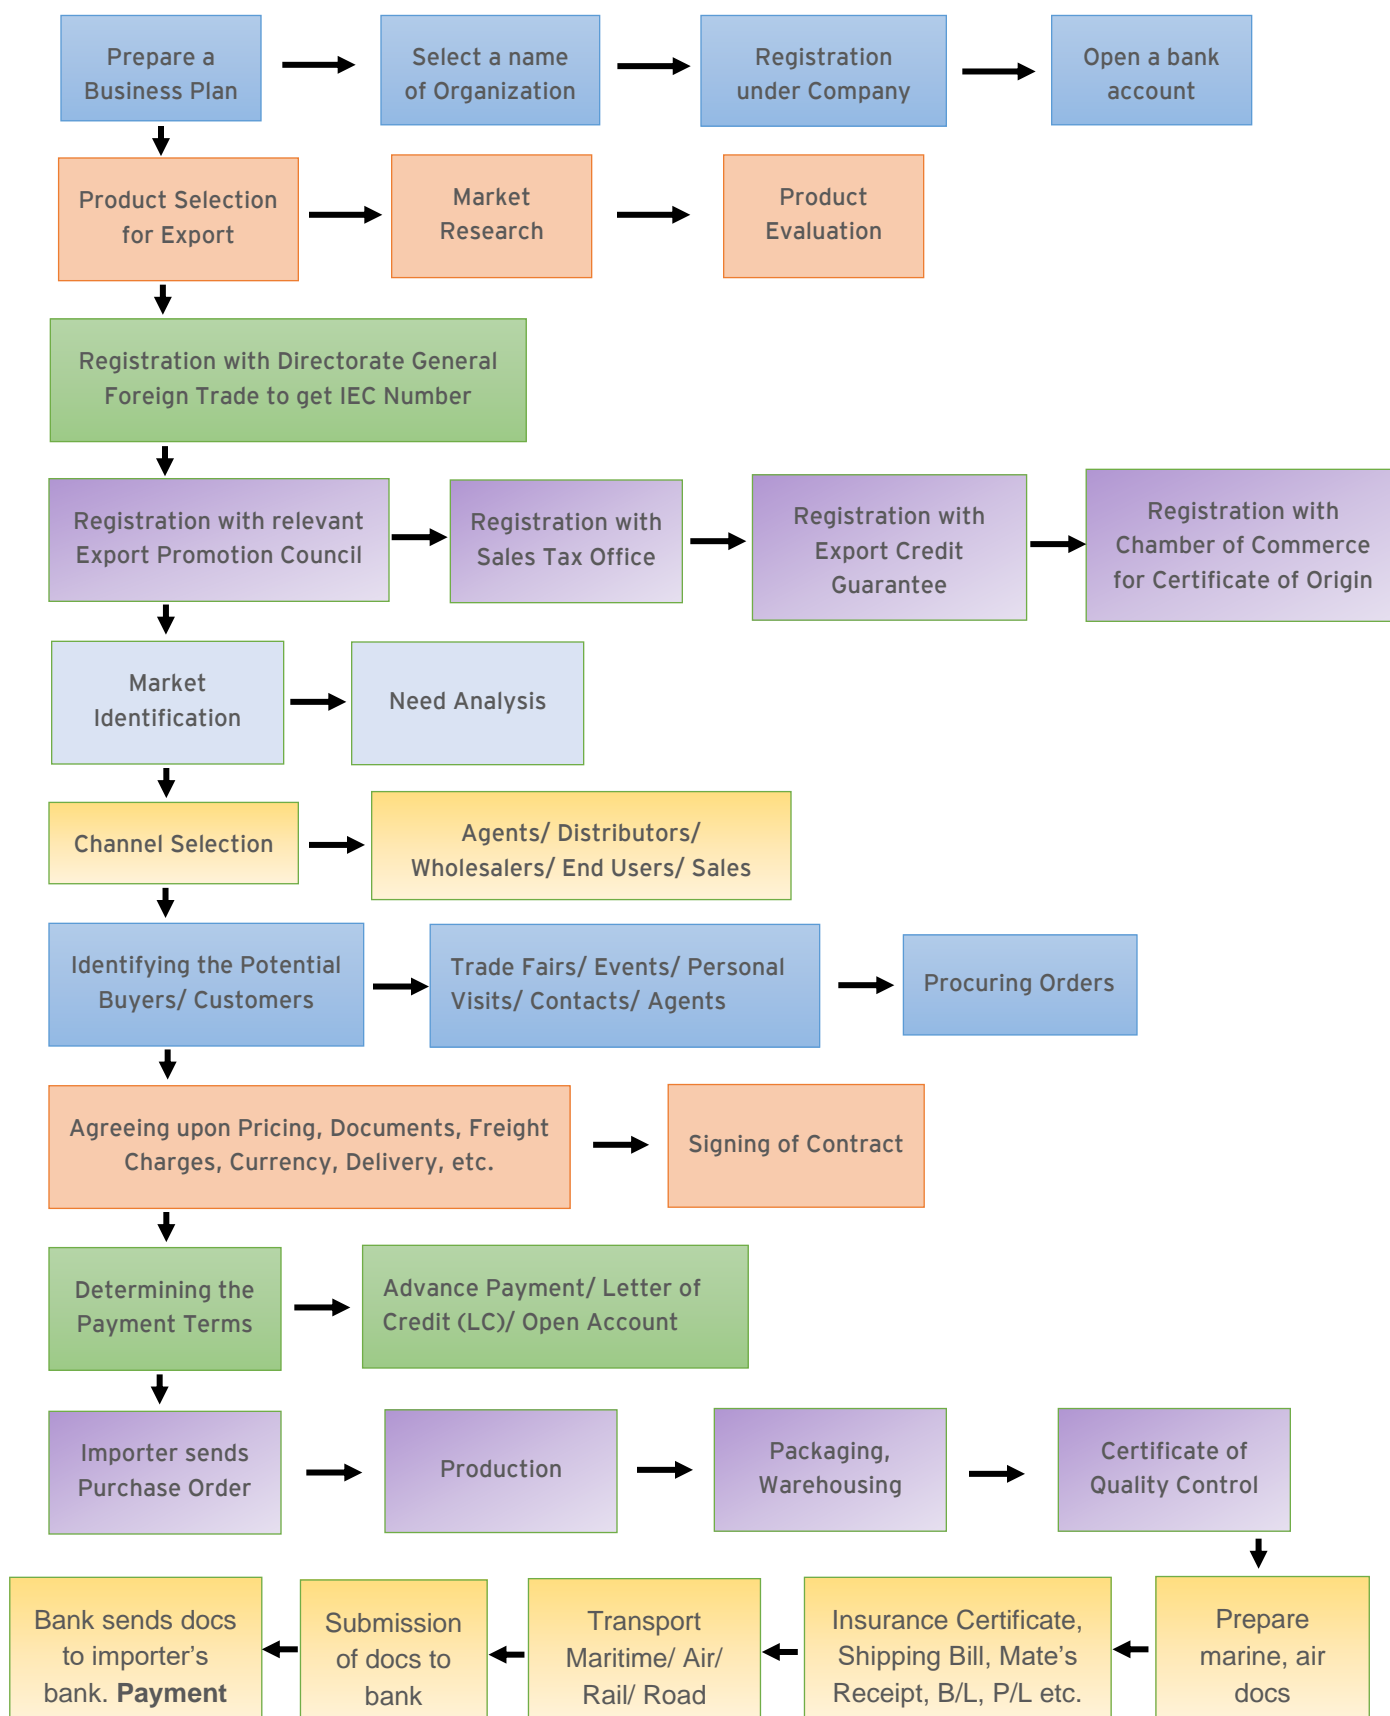 Prepare a
Business Plan
Select a name
of Organization
Registration
under Company
Open a bank
account
Product Selection
for Export
Market
Research
Product
Evaluation
Registration with Directorate General
Foreign Trade to get IEC Number
Registration with relevant
Export Promotion Council
Registration with
Sales Tax Office
Registration with
Export Credit
Guarantee
Registration with
Chamber of Commerce
for Certificate of Origin
Market
Identification
Need Analysis
Channel Selection
Agents/ Distributors/
Wholesalers/ End Users/ Sales
Identifying the Potential
Buyers/ Customers
Trade Fairs/ Events/ Personal
Visits/ Contacts/ Agents
Procuring Orders
Agreeing upon Pricing, Documents, Freight
Charges, Currency, Delivery, etc.
Signing of Contract
Determining the
Payment Terms
Advance Payment/ Letter of
Credit (LC)/ Open Account
Importer sends
Purchase Order
Production
Packaging,
Warehousing
Certificate of
Quality Control
Prepare
marine, air
docs
Insurance Certificate,
Shipping Bill, Mate's
Receipt, B/L, P/L etc.
Transport
Maritime/ Air/
Rail/ Road
Submission
of docs to
bank
Bank sends docs
to importer's
bank. Payment